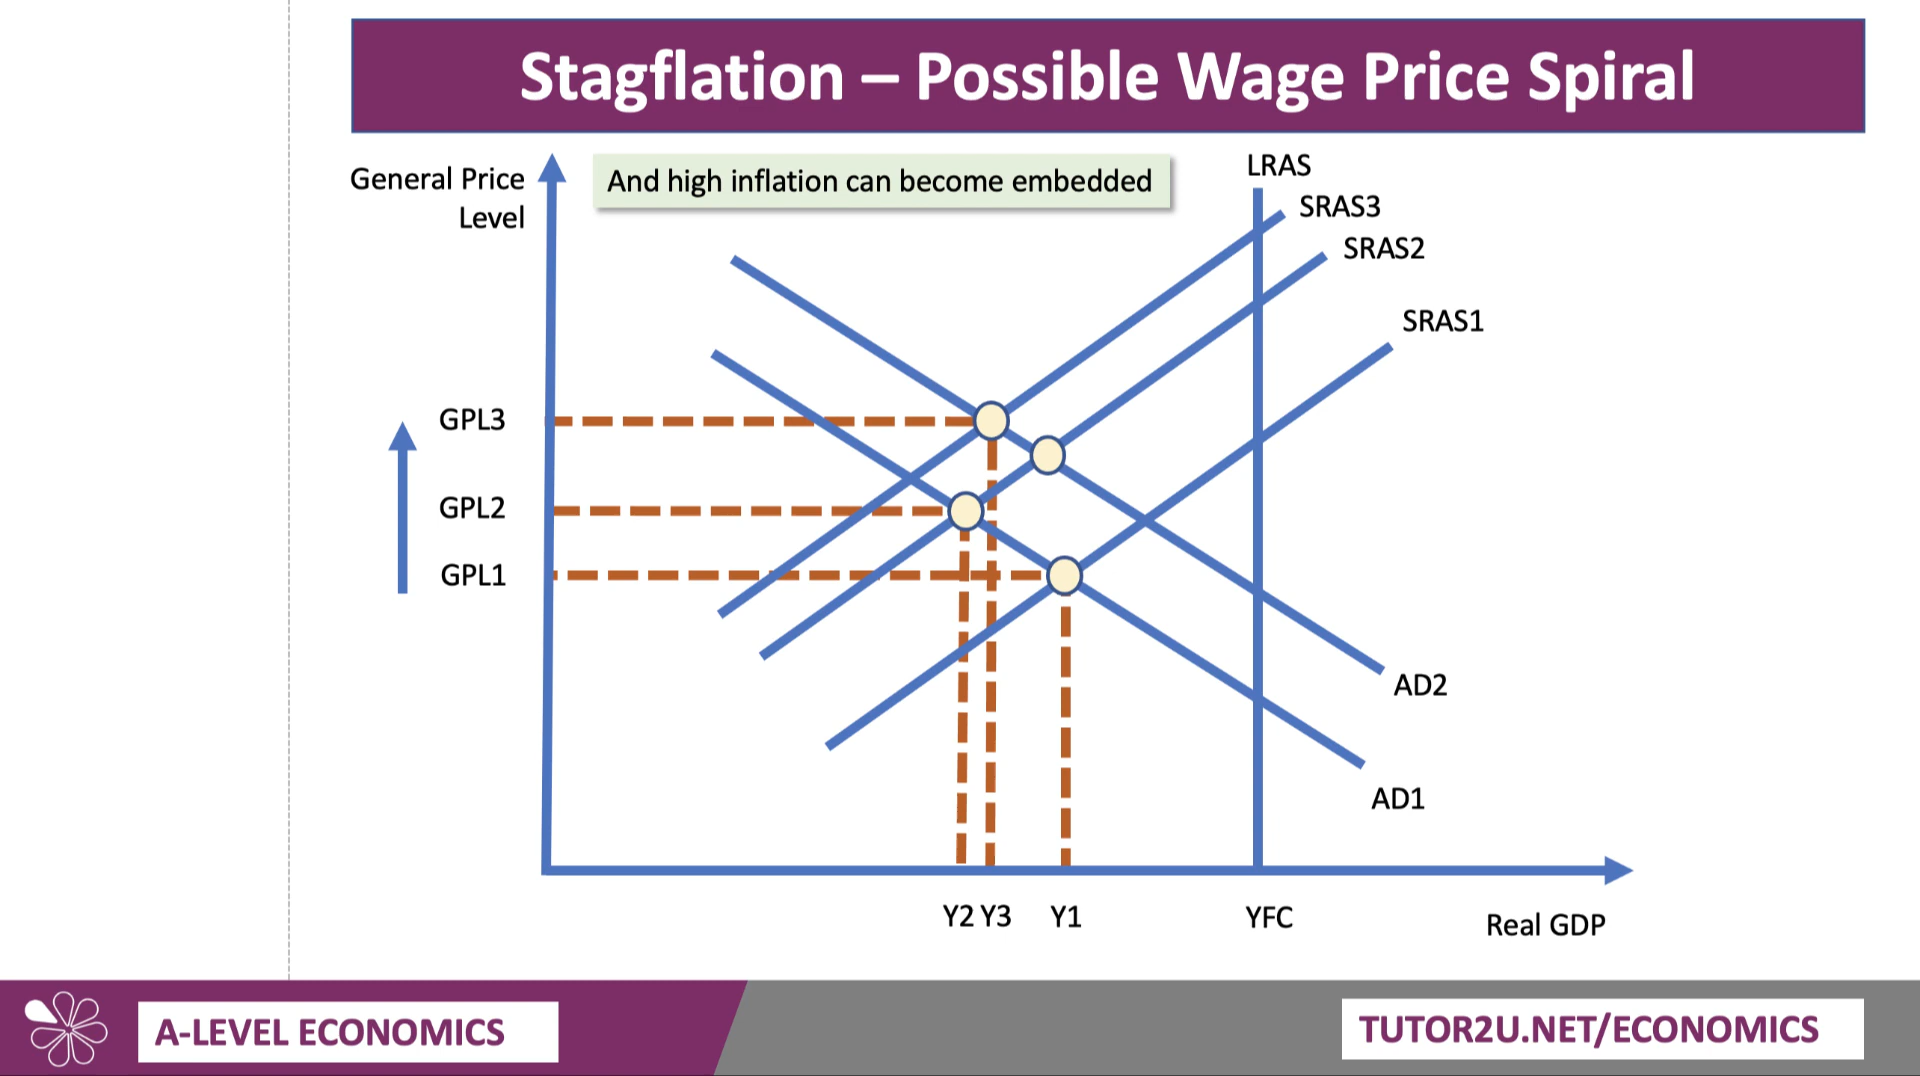 Stagflation – Possible Wage Price Spiral
General Price
Level
And high inflation can become embedded
LRAS
SRAS3
SRAS2
SRAS1
GPL3
GPL2
GPL1
AD2
AD1
Y2 Y3 Y1 YFC
Real GDP
A-LEVEL ECONOMICS
TUTOR2U.NET/ECONOMICS